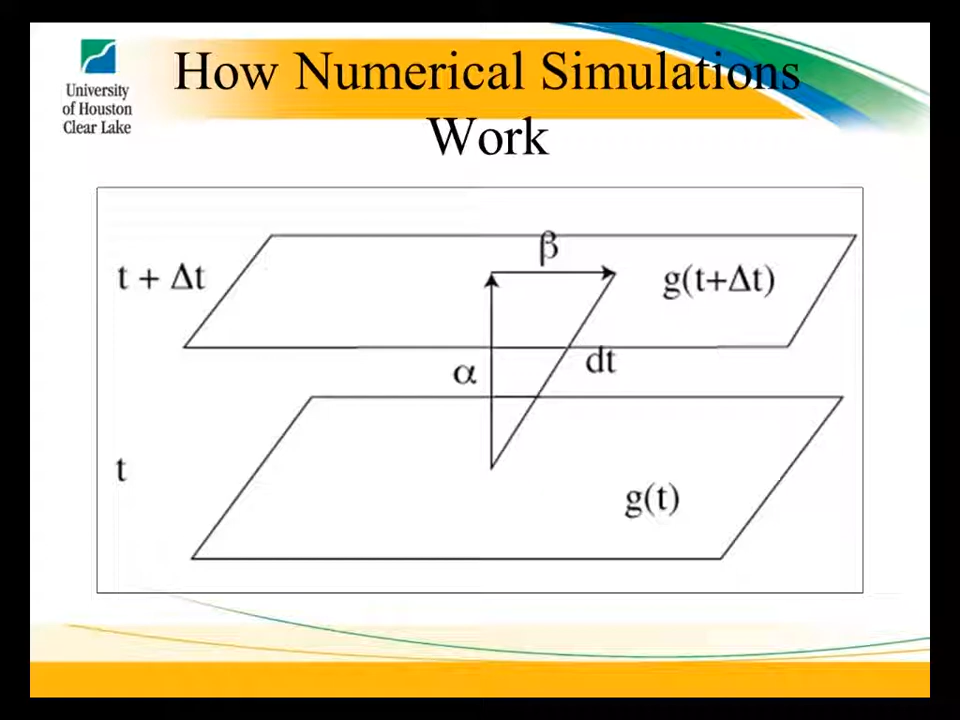 How Numerical Simulations
Work
University
of Houston
Clear Lake
β
t + Δt
g(t+Δt)
α
dt
t
g(t)